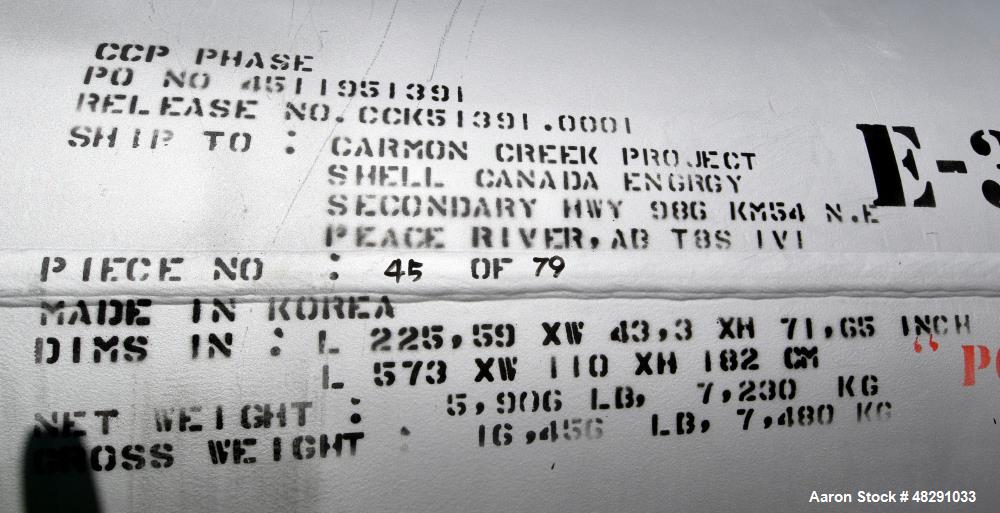 CCP PHASE
PO NO 4511951391
RELEASE NO. CCK51391.0001
SHIP TO : CARMON CREEK PROJECT
SHELL CANADA ENGRGY
SECONDARY HWY 986 KM54 N.E
PEACE RIVER, AB T8S 1V1
E-3
PIECE NO : 45 OF 79
MADE IN KOREA
DIMS IN : L 225,59 XW 43,3 XH 71,65 INCH
L 573 XW 110 XH 182 CM
NET WEIGHT : 5,906 LB, 7,230 KG
GROSS WEIGHT : 16,456 LB, 7,480 KG
Aaron Stock # 48291033